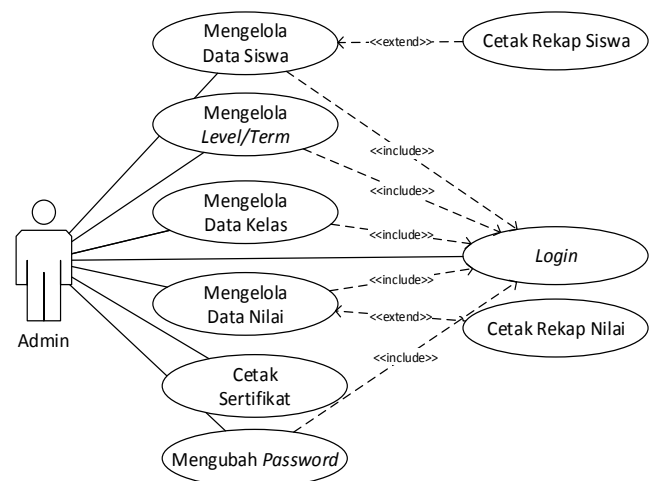 Mengelola
Data Siswa
<<extend>>
Cetak Rekap Siswa
Mengelola
Level/Term
<<include>>
<<include>>
Mengelola
Data Kelas
<<include>>
Login
Admin
Mengelola
Data Nilai
<<include>>
<<extend>>
Cetak Rekap Nilai
<<include>>
Cetak
Sertifikat
Mengubah Password